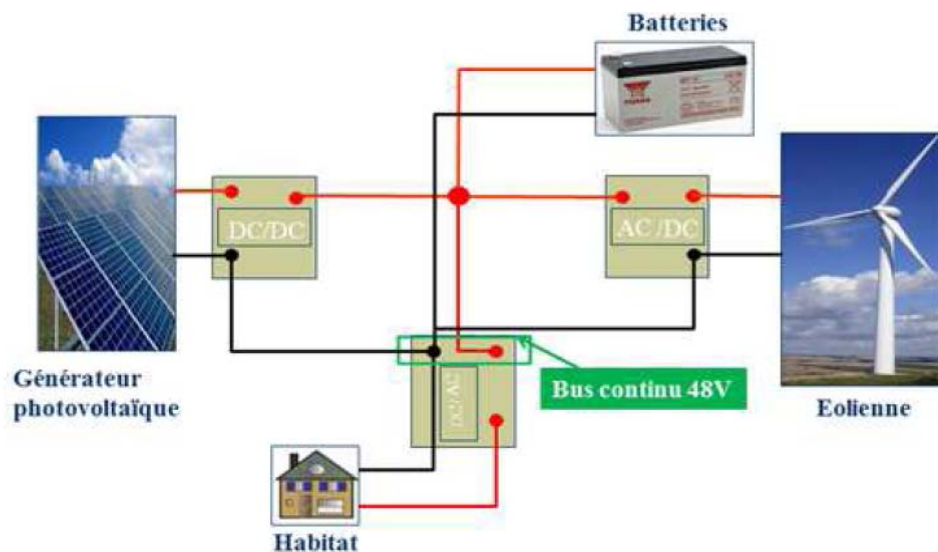 Batteries
DC/DC
AC/DC
DC/AC
Bus continu 48V
Générateur
photovoltaïque
Eolienne
Habitat